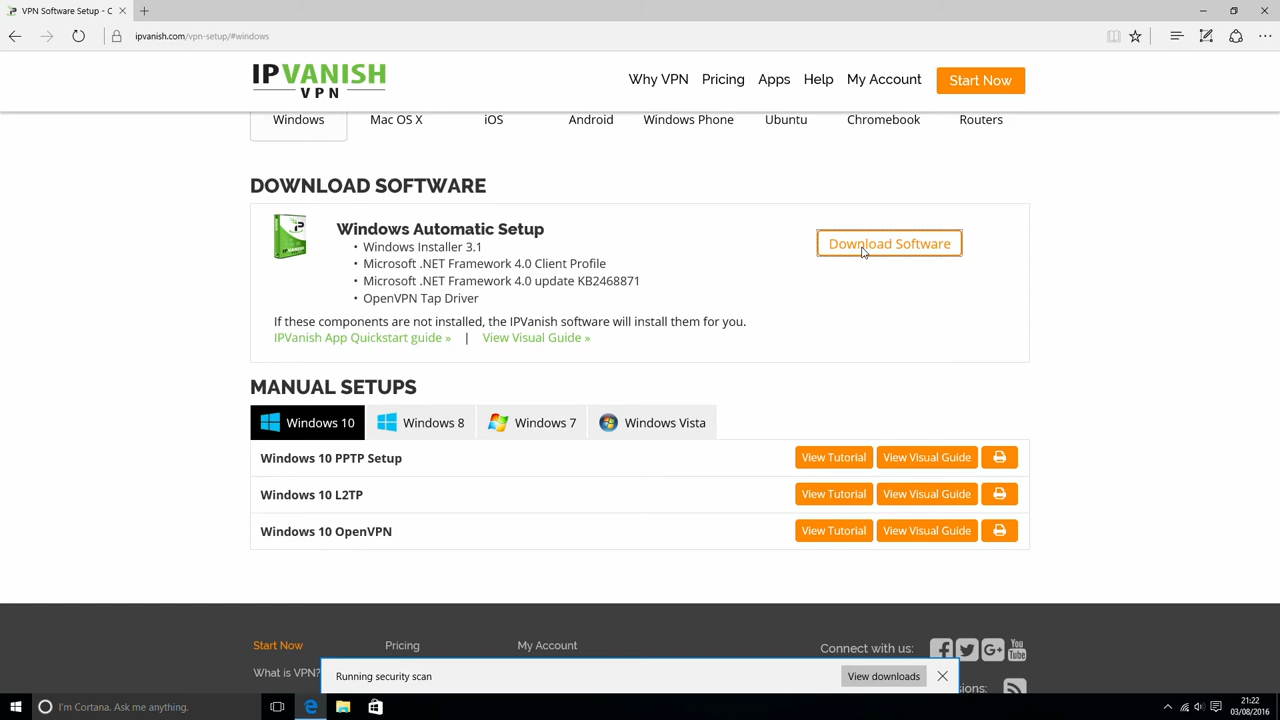 VPN Software Setup - C
ipvanish.com/vpn-setup/#windows
IPVANISH
VPN
Why VPN Pricing Apps Help My Account Start Now
Windows Mac OS X iOS Android Windows Phone Ubuntu Chromebook Routers
DOWNLOAD SOFTWARE
Windows Automatic Setup
• Windows Installer 3.1
Download Software
• Microsoft .NET Framework 4.0 Client Profile
• Microsoft .NET Framework 4.0 update KB2468871
• OpenVPN Tap Driver
If these components are not installed, the IPVanish software will install them for you.
IPVanish App Quickstart guide » | View Visual Guide »
MANUAL SETUPS
Windows 10 Windows 8 Windows 7 Windows Vista
Windows 10 PPTP Setup View Tutorial View Visual Guide
Windows 10 L2TP View Tutorial View Visual Guide
Windows 10 OpenVPN View Tutorial View Visual Guide
Start Now Pricing My Account Connect with us: You Tube
What is VPN? sions:
Running security scan View downloads
I'm Cortana. Ask me anything.
21:22
03/08/2016